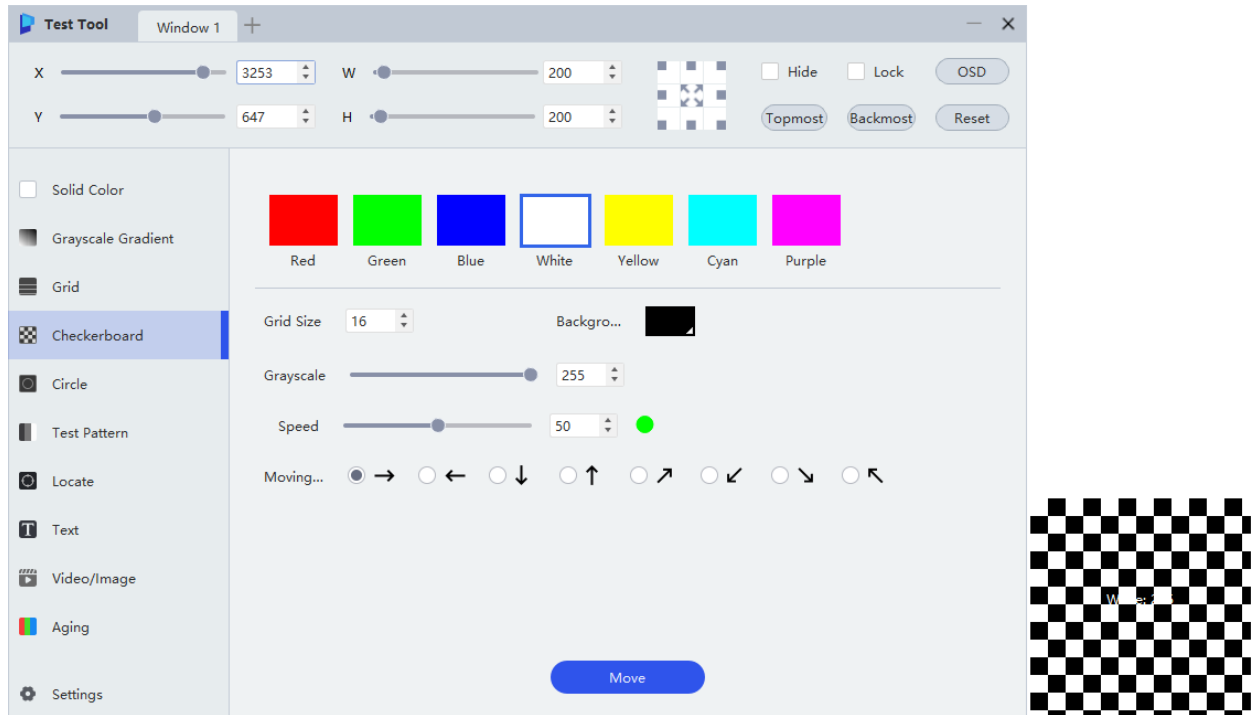 Test Tool Window 1
X 3253 W 200 Hide Lock OSD
Y 647 H 200 Topmost Backmost Reset
Solid Color
Grayscale Gradient
Grid
Checkerboard
Circle
Test Pattern
Locate
Text
Video/Image
Aging
Settings
Red Green Blue White Yellow Cyan Purple
Grid Size 16 Backgro...
Grayscale 255
Speed 50
Moving...
Move